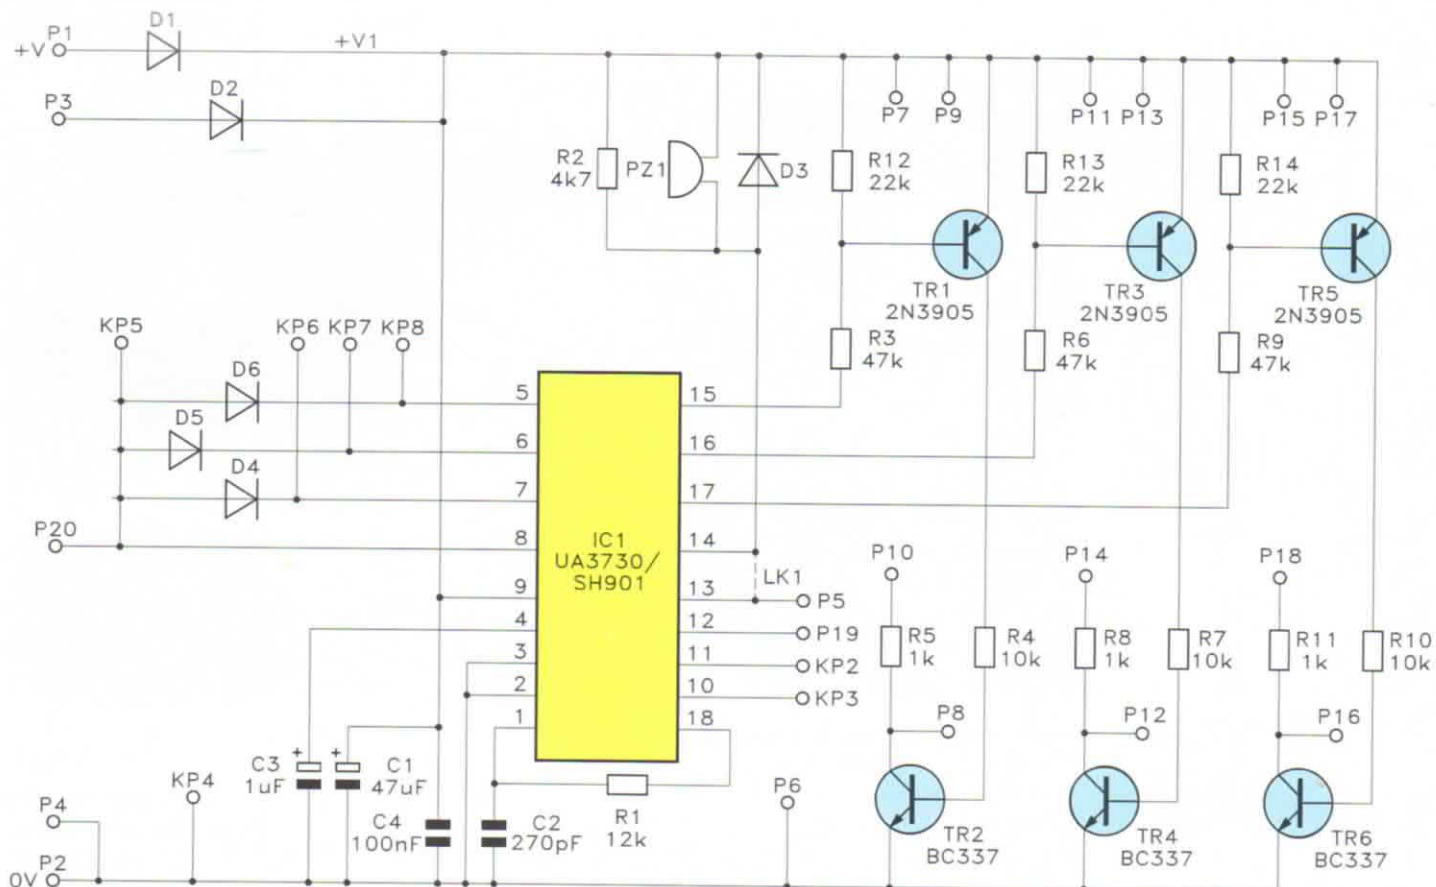 D1
P1
+V
+V1
D2
P3
P7
P9
P11
P13
P15
P17
R2
4k7
PZ1
D3
R12
22k
R13
22k
R14
22k
TR1
2N3905
TR3
2N3905
TR5
2N3905
KP5
KP6
KP7
KP8
R3
47k
R6
47k
R9
47k
D6
D5
D4
P20
5
6
7
8
9
4
3
2
1
IC1
UA3730/
SH901
15
16
17
14
13
12
11
10
18
LK1
P5
P19
KP2
KP3
P10
P14
P18
R5
1k
R4
10k
R8
1k
R7
10k
R11
1k
R10
10k
P8
P12
P16
C3
1uF
+
C1
47uF
+
KP4
P4
C4
100nF
C2
270pF
R1
12k
P6
TR2
BC337
TR4
BC337
TR6
BC337
0V
P2